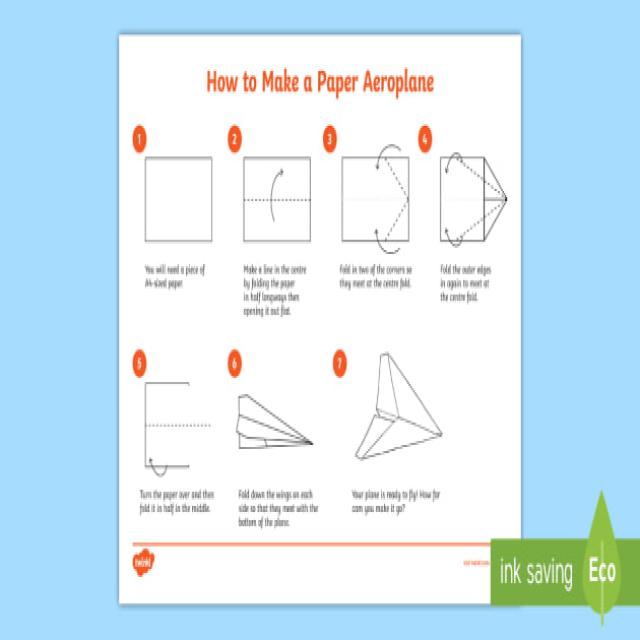 How to Make a Paper Aeroplane
1
2
3
4
You will need a piece of
A4-sized paper.
Make a line in the centre
by folding the paper
in half longways then
opening it out flat.
Fold in two of the corners so
they meet at the centre fold.
Fold the outer edges
in again to meet at
the centre fold.
5
6
7
Turn the paper over and then
fold it in half in the middle.
Fold down the wings on each
side so that they meet with the
bottom of the plane.
Your plane is ready to fly! How far
can you make it go?
twinkl
ink saving
Eco